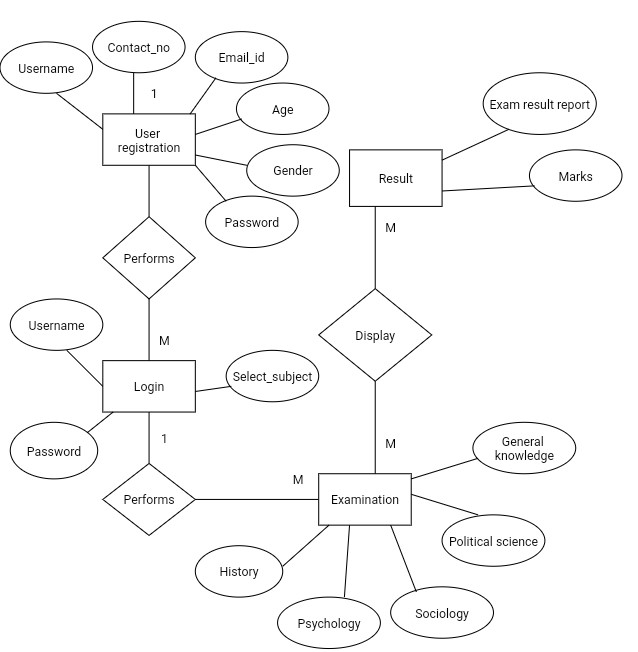 Contact_no
Username
Email_id
1
Age
Exam result report
User
registration
Gender
Result
Marks
Password
M
Performs
Username
Display
M
Select_subject
Login
1
M
General
knowledge
Password
M
Performs
Examination
Political science
History
Sociology
Psychology